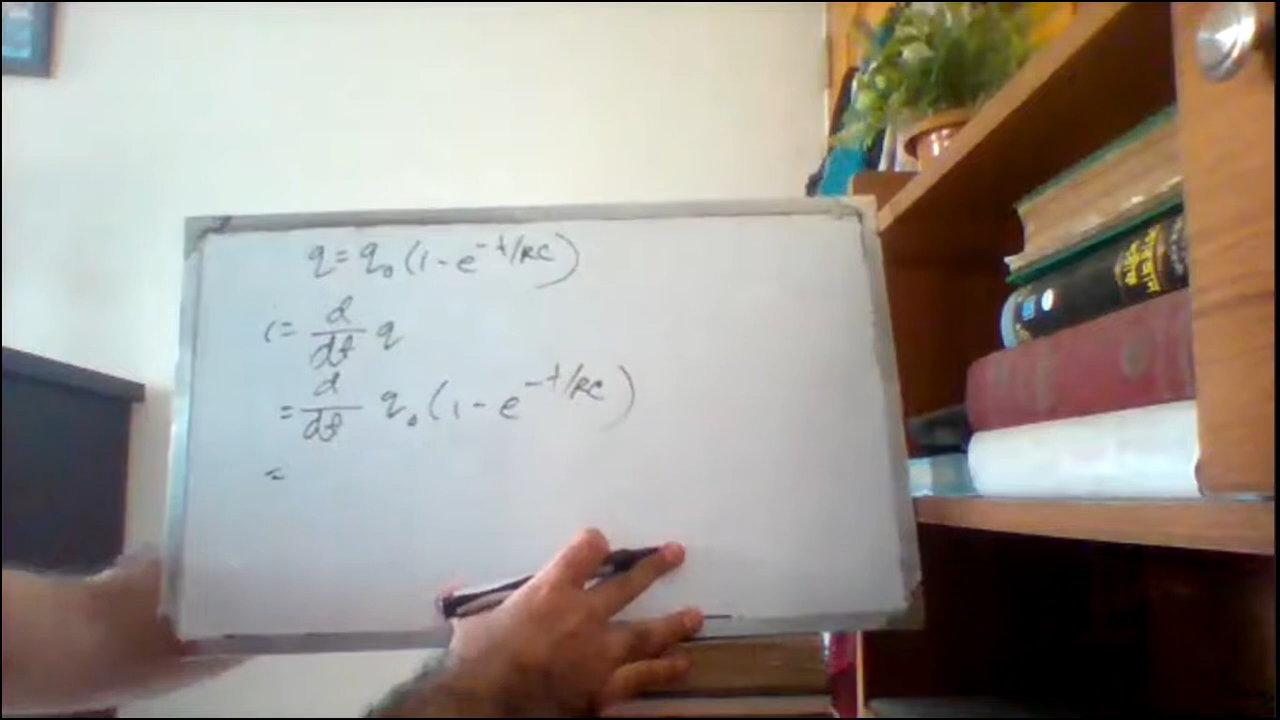 q = q₀ (1 - e^{-t/RC})
i = d/dt q
= d/dt q₀ (1 - e^{-t/RC})
=